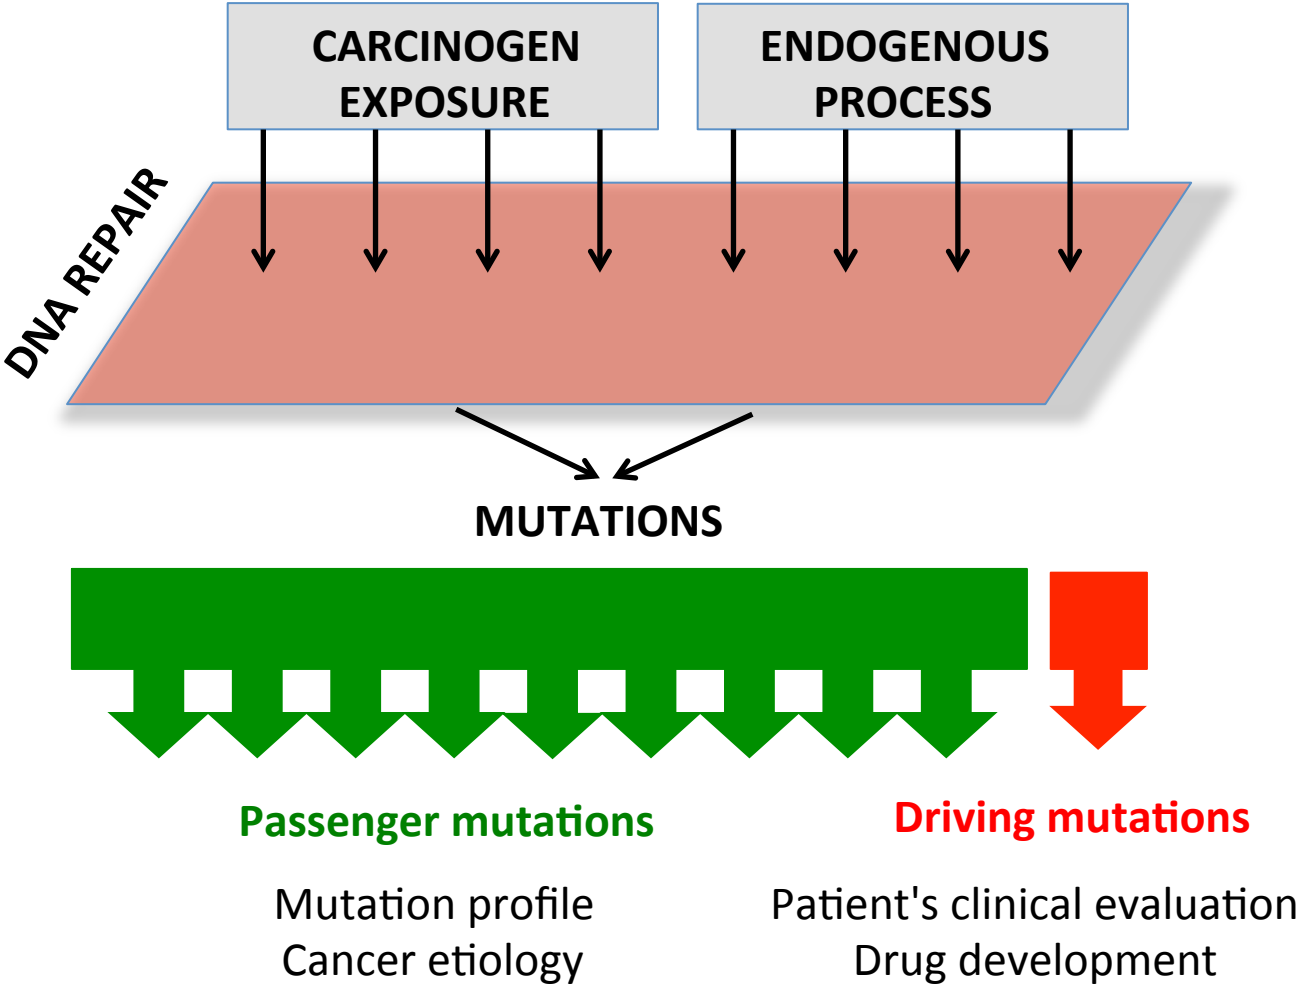 CARCINOGEN
EXPOSURE
ENDOGENOUS
PROCESS
DNA REPAIR
MUTATIONS
Passenger mutations
Driving mutations
Mutation profile
Cancer etiology
Patient's clinical evaluation
Drug development